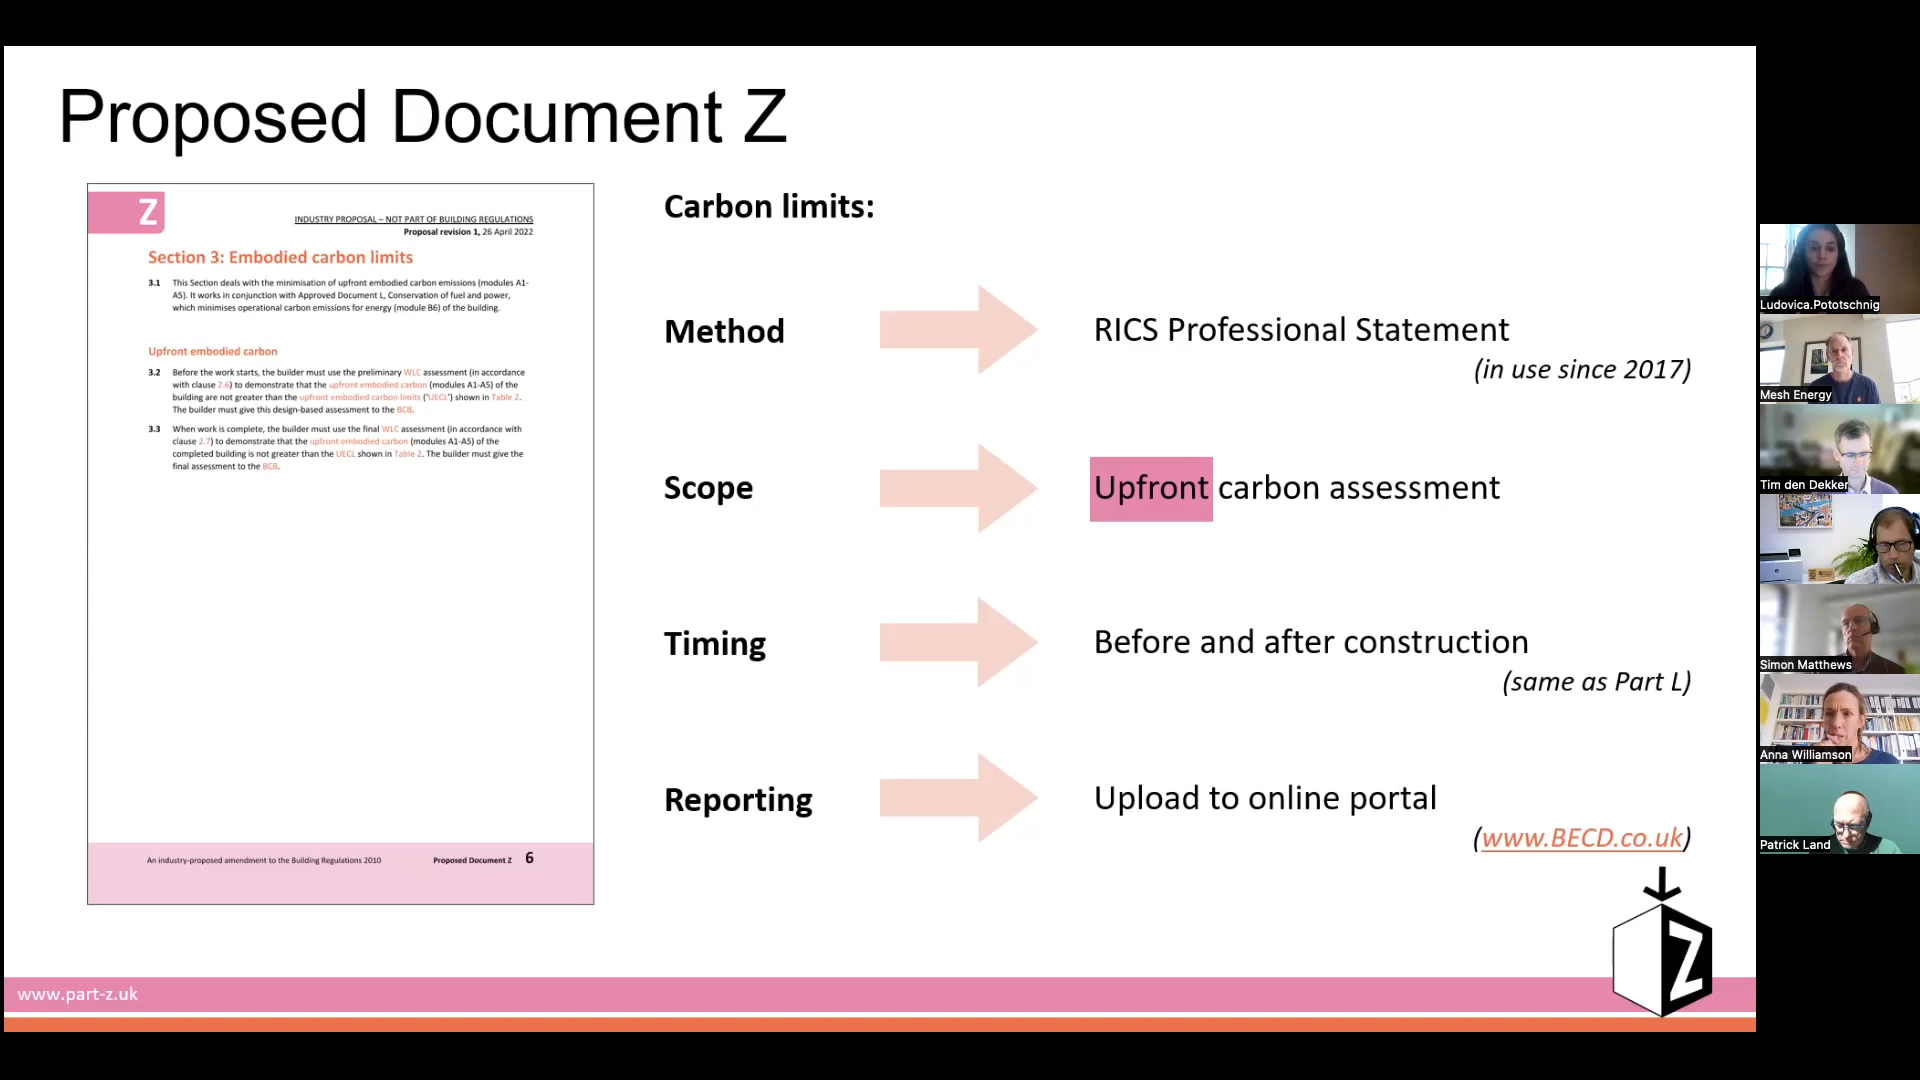 Proposed Document Z
Z
INDUSTRY PROPOSAL – NOT PART OF BUILDING REGULATIONS
Proposal revision 1, 26 April 2022
Section 3: Embodied carbon limits
3.1 This Section deals with the minimisation of upfront embodied carbon emissions (modules A1-
A5). It works in conjunction with Approved Document L, Conservation of fuel and power,
which minimises operational carbon emissions for energy (module B6) of the building.
Upfront embodied carbon
3.2 Before the work starts, the builder must use the preliminary WLC assessment (in accordance
with clause 2.6) to demonstrate that the upfront embodied carbon (modules A1-A5) of the
building are not greater than the upfront embodied carbon limits ('UECL') shown in Table 2.
The builder must give this design-based assessment to the BCB.
3.3 When work is complete, the builder must use the final WLC assessment (in accordance with
clause 2.7) to demonstrate that the upfront embodied carbon (modules A1-A5) of the
completed building is not greater than the UECL shown in Table 2. The builder must give the
final assessment to the BCB.
An industry-proposed amendment to the Building Regulations 2010 Proposed Document Z 6
Carbon limits:
Method RICS Professional Statement
(in use since 2017)
Scope Upfront carbon assessment
Timing Before and after construction
(same as Part L)
Reporting Upload to online portal
(www.BECD.co.uk)
Z
www.part-z.uk
Ludovica.Pototschnig
Mesh Energy
Tim den Dekker
Simon Matthews
Anna Williamson
Patrick Land